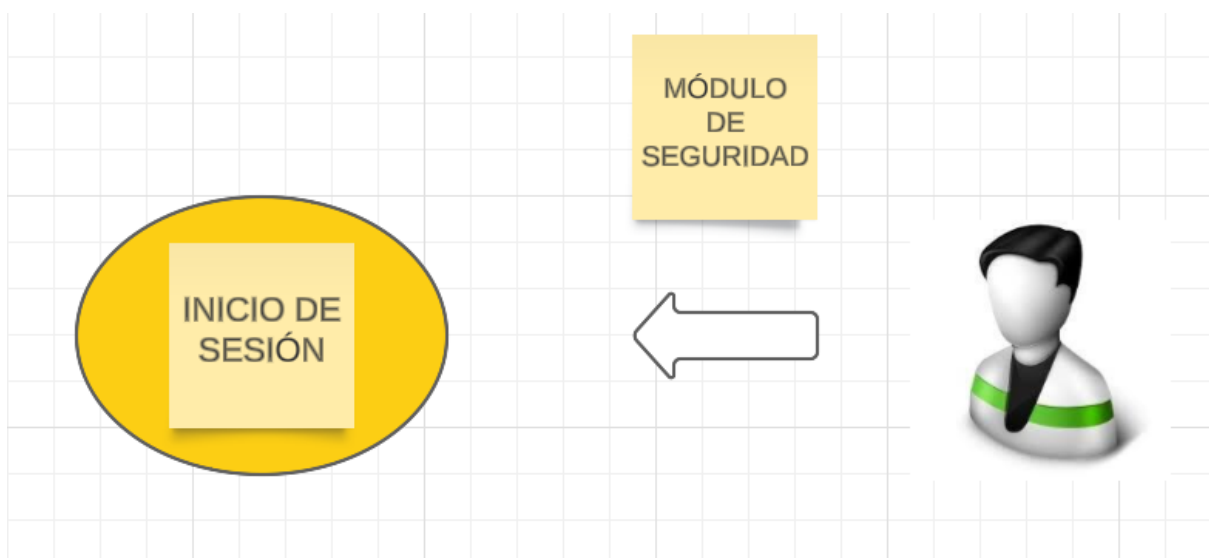 MÓDULO
DE
SEGURIDAD
INICIO DE
SESIÓN